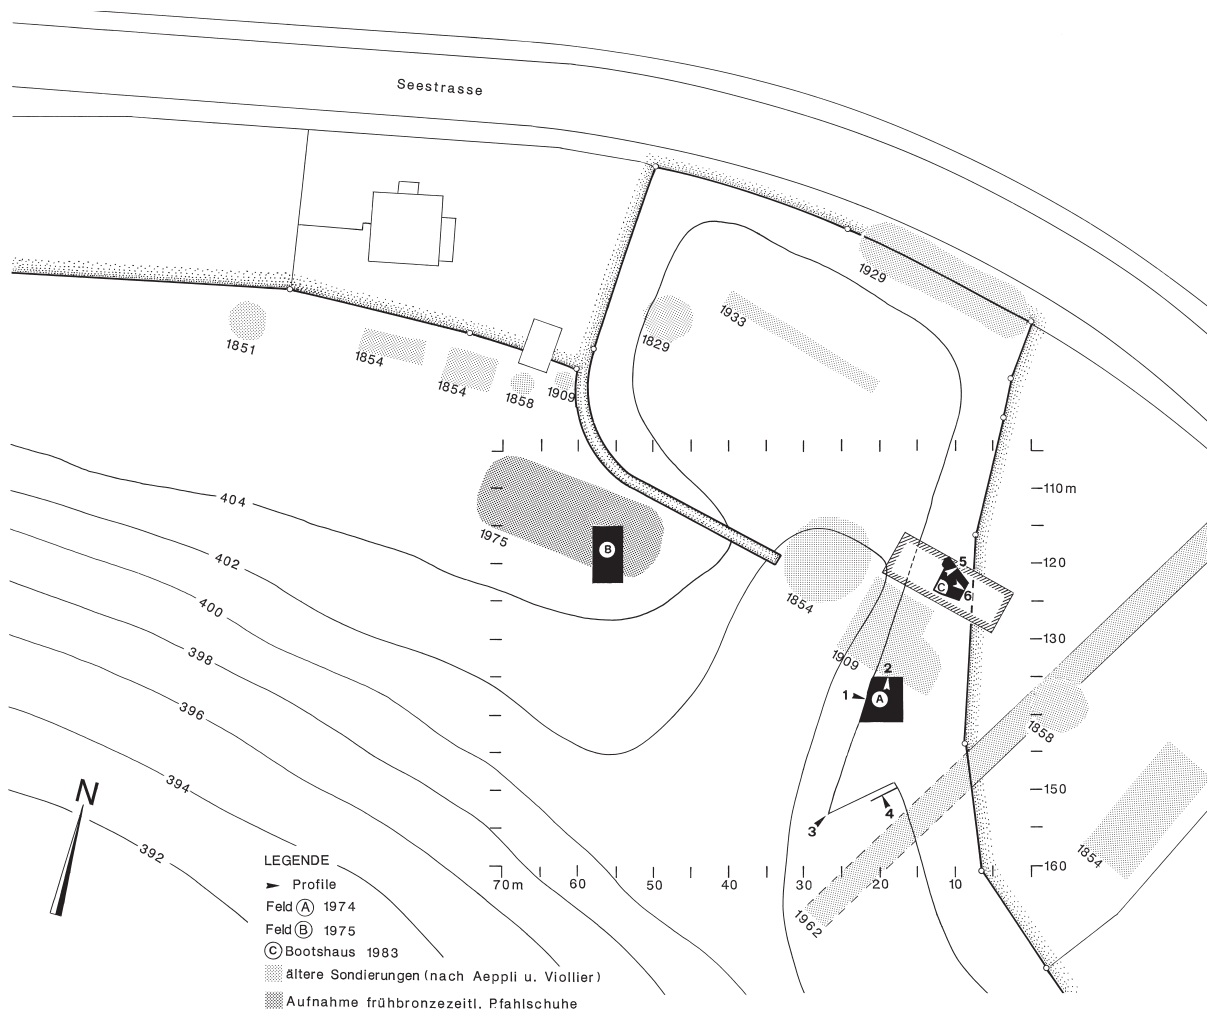 Seestrasse
1929
1933
1829
1851
1854
1854
1858
1909
404
110 m
1975
B
402
120
5
C
6
400
1854
130
398
1909
2
1
A
396
1858
394
150
4
3
392
1854
N
160
70 m
60
50
40
30
20
10
1962
LEGENDE
Profile
Feld A 1974
Feld B 1975
C Bootshaus 1983
ältere Sondierungen (nach Aeppli u. Viollier)
Aufnahme frühbronzezeitl. Pfahlschuhe